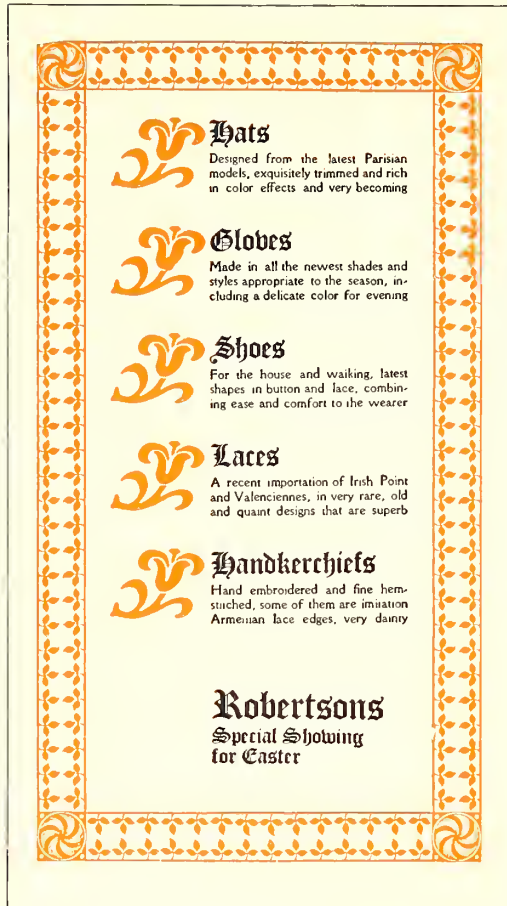 Hats
Designed from the latest Parisian
models, exquisitely trimmed and rich
in color effects and very becoming
Gloves
Made in all the newest shades and
styles appropriate to the season, in-
cluding a delicate color for evening
Shoes
For the house and walking, latest
shapes in button and lace, combin-
ing ease and comfort to the wearer
Laces
A recent importation of Irish Point
and Valenciennes, in very rare, old
and quaint designs that are superb
Handkerchiefs
Hand embroidered and fine hem-
stitched, some of them are imitation
Armenian lace edges, very dainty
Robertsons
Special Showing
for Easter